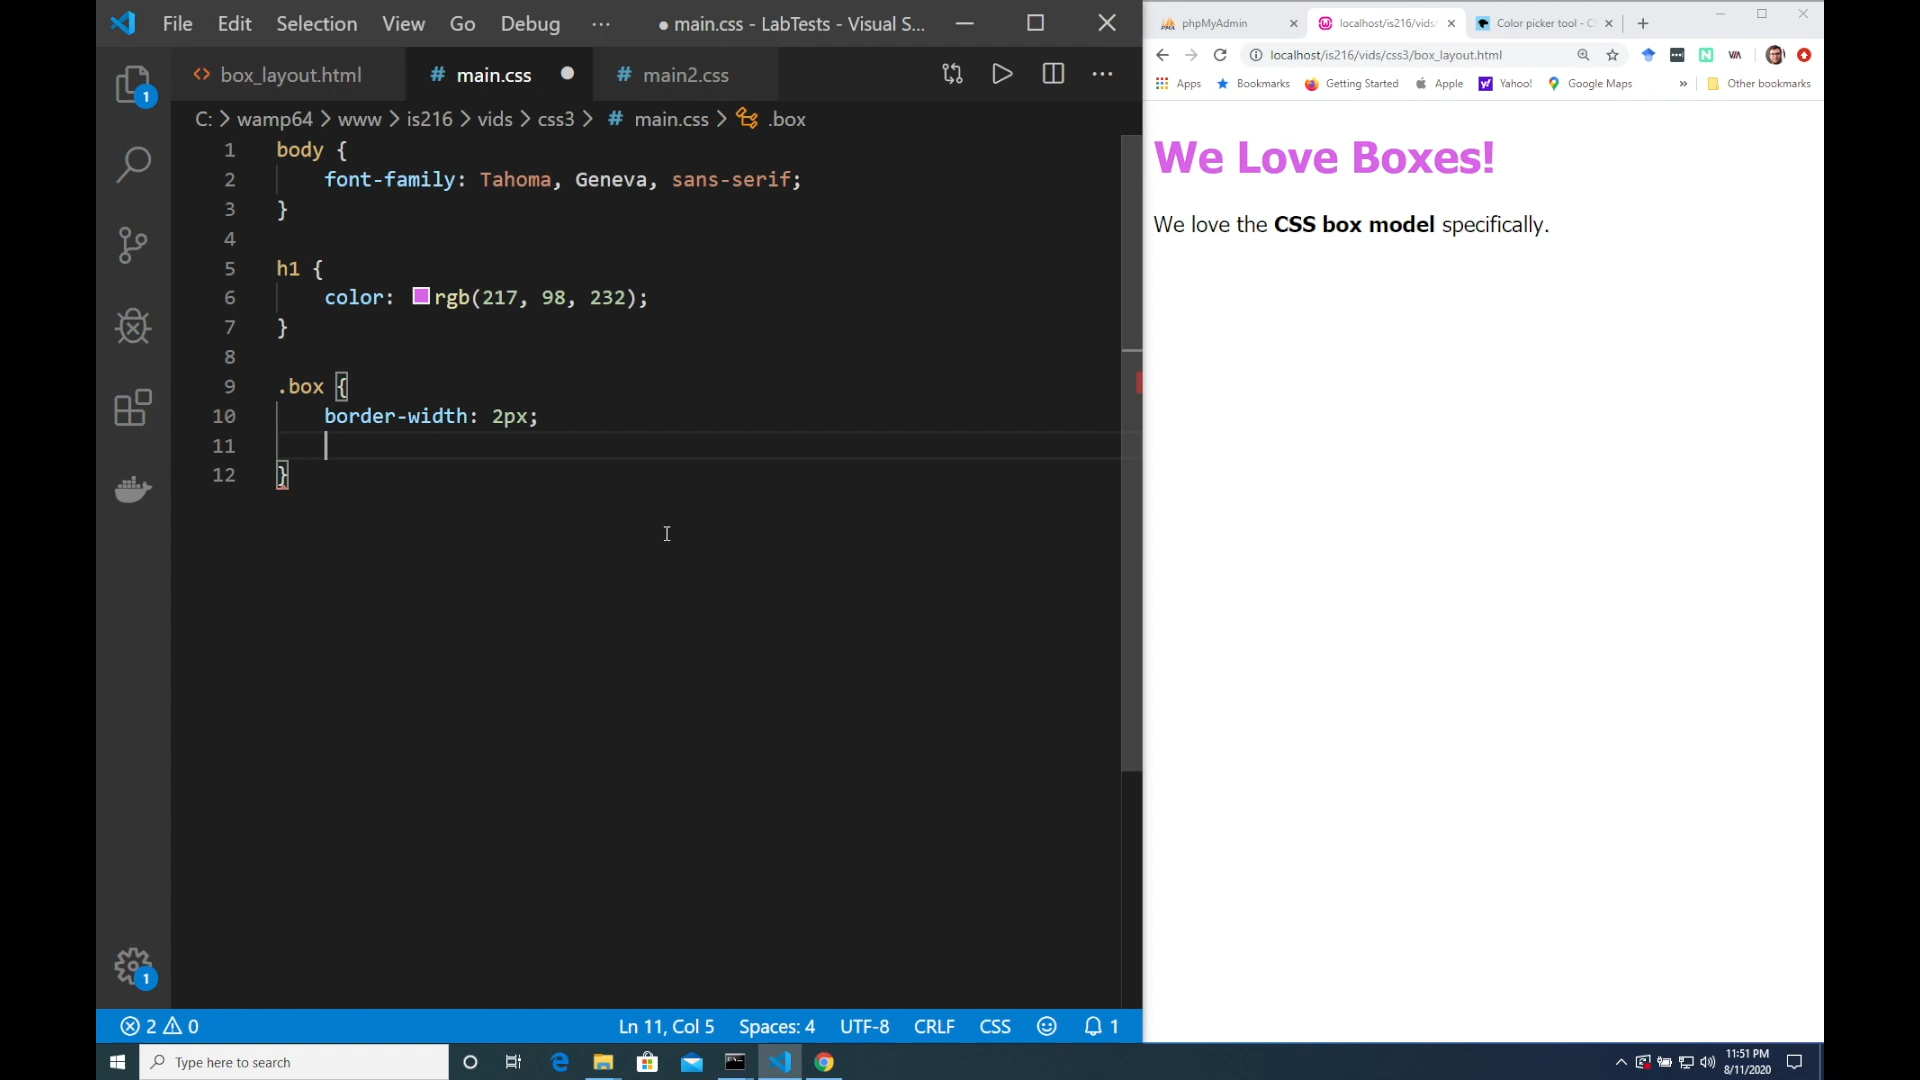 File Edit Selection View Go Debug ··· ● main.css - LabTests - Visual S...
box_layout.html # main.css # main2.css
C: > wamp64 > www > is216 > vids > css3 > # main.css > .box
1 body {
2 font-family: Tahoma, Geneva, sans-serif;
3 }
4
5 h1 {
6 color: rgb(217, 98, 232);
7 }
8
9 .box {
10 border-width: 2px;
11
12 }
1
1
2 0 Ln 11, Col 5 Spaces: 4 UTF-8 CRLF CSS 1
phpMyAdmin localhost/is216/vids/ Color picker tool - C
localhost/is216/vids/css3/box_layout.html
Apps Bookmarks Getting Started Apple Yahoo! Google Maps » Other bookmarks
We Love Boxes!
We love the CSS box model specifically.
Type here to search
11:51 PM
8/11/2020